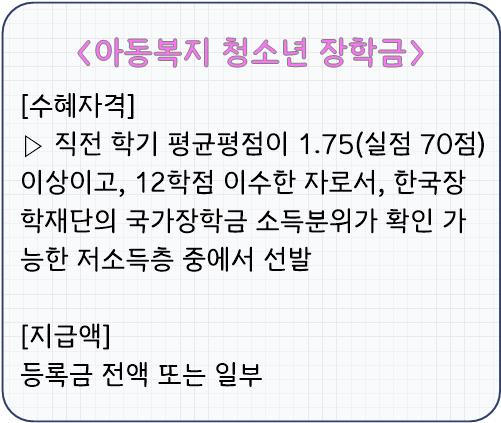 <아동복지 청소년 장학금>
[수혜자격]
▷ 직전 학기 평균평점이 1.75(실점 70점)
이상이고, 12학점 이수한 자로서, 한국장
학재단의 국가장학금 소득분위가 확인 가
능한 저소득층 중에서 선발
[지급액]
등록금 전액 또는 일부